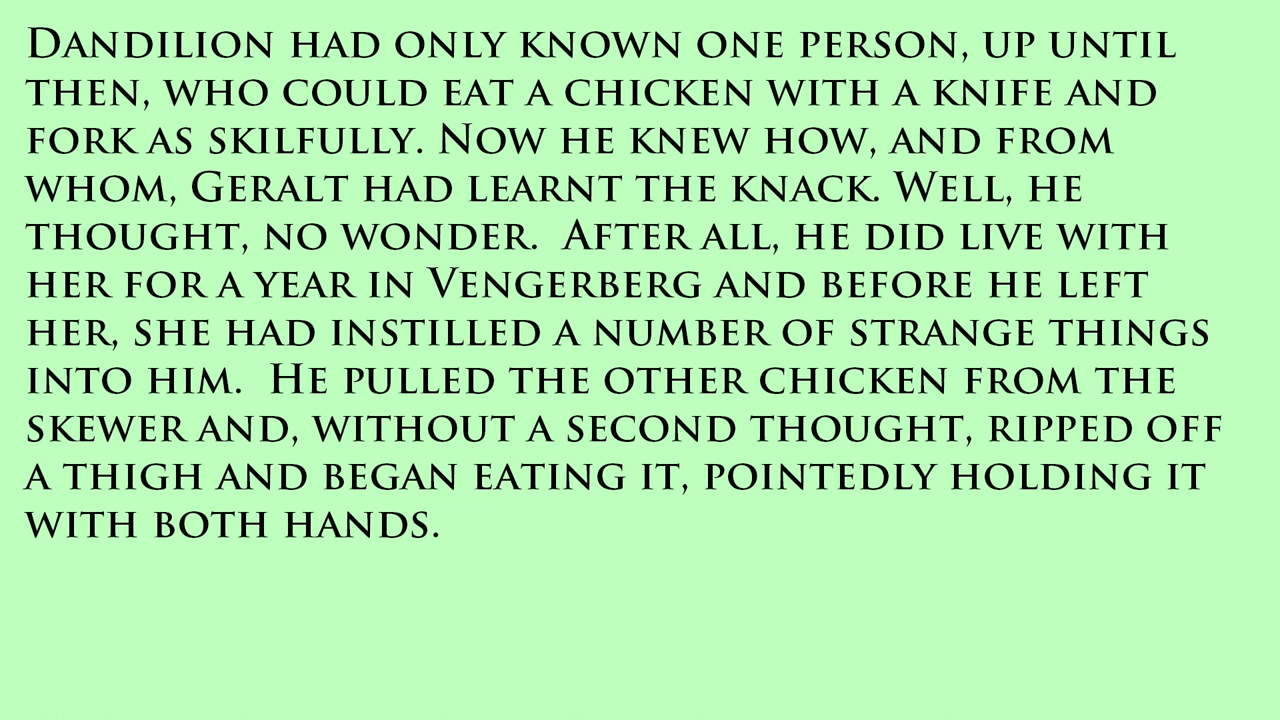 Dandilion had only known one person, up until
then, who could eat a chicken with a knife and
fork as skilfully. Now he knew how, and from
whom, Geralt had learnt the knack. Well, he
thought, no wonder.  After all, he did live with
her for a year in Vengerberg and before he left
her, she had instilled a number of strange things
into him.  He pulled the other chicken from the
skewer and, without a second thought, ripped off
a thigh and began eating it, pointedly holding it
with both hands.